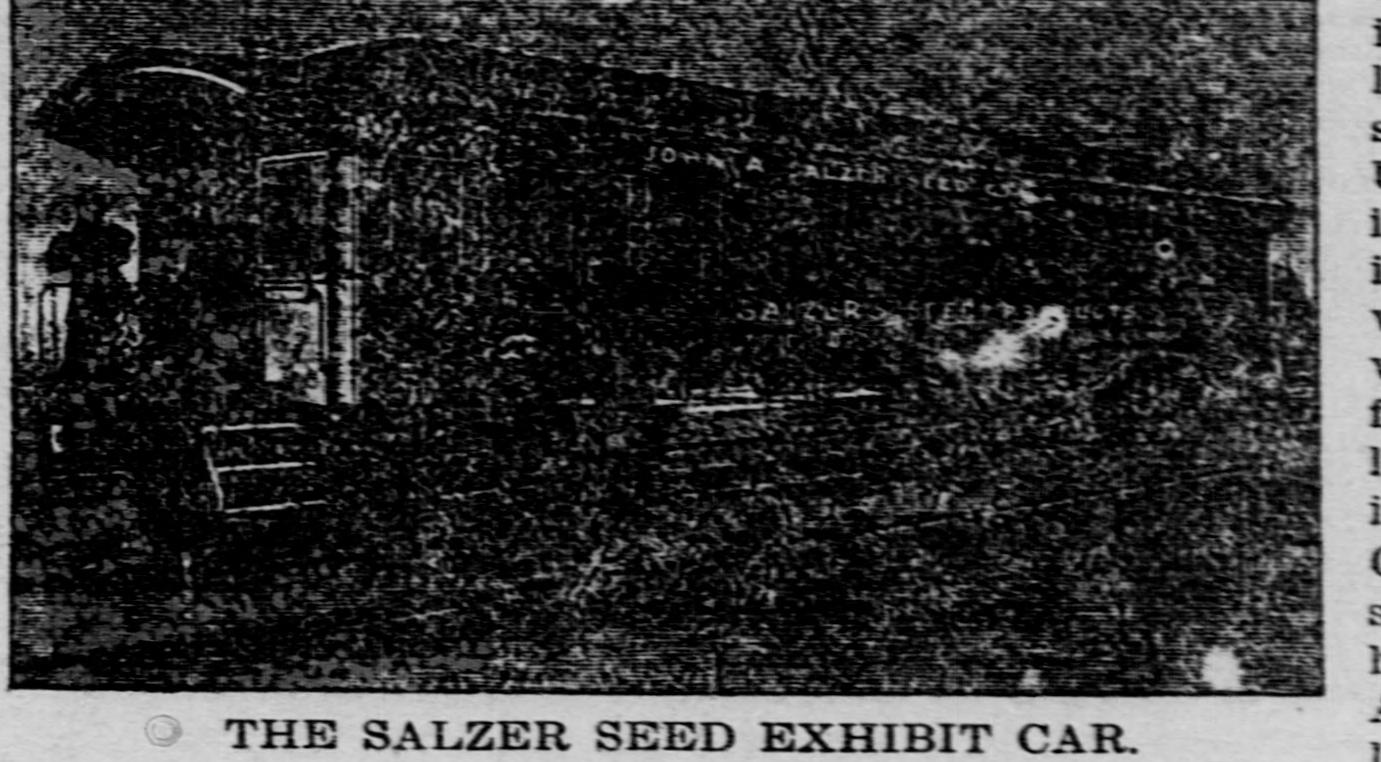 JOHN A SALZER SEED CO
SALZER'S SEED PRODUCTS
THE SALZER SEED EXHIBIT CAR.